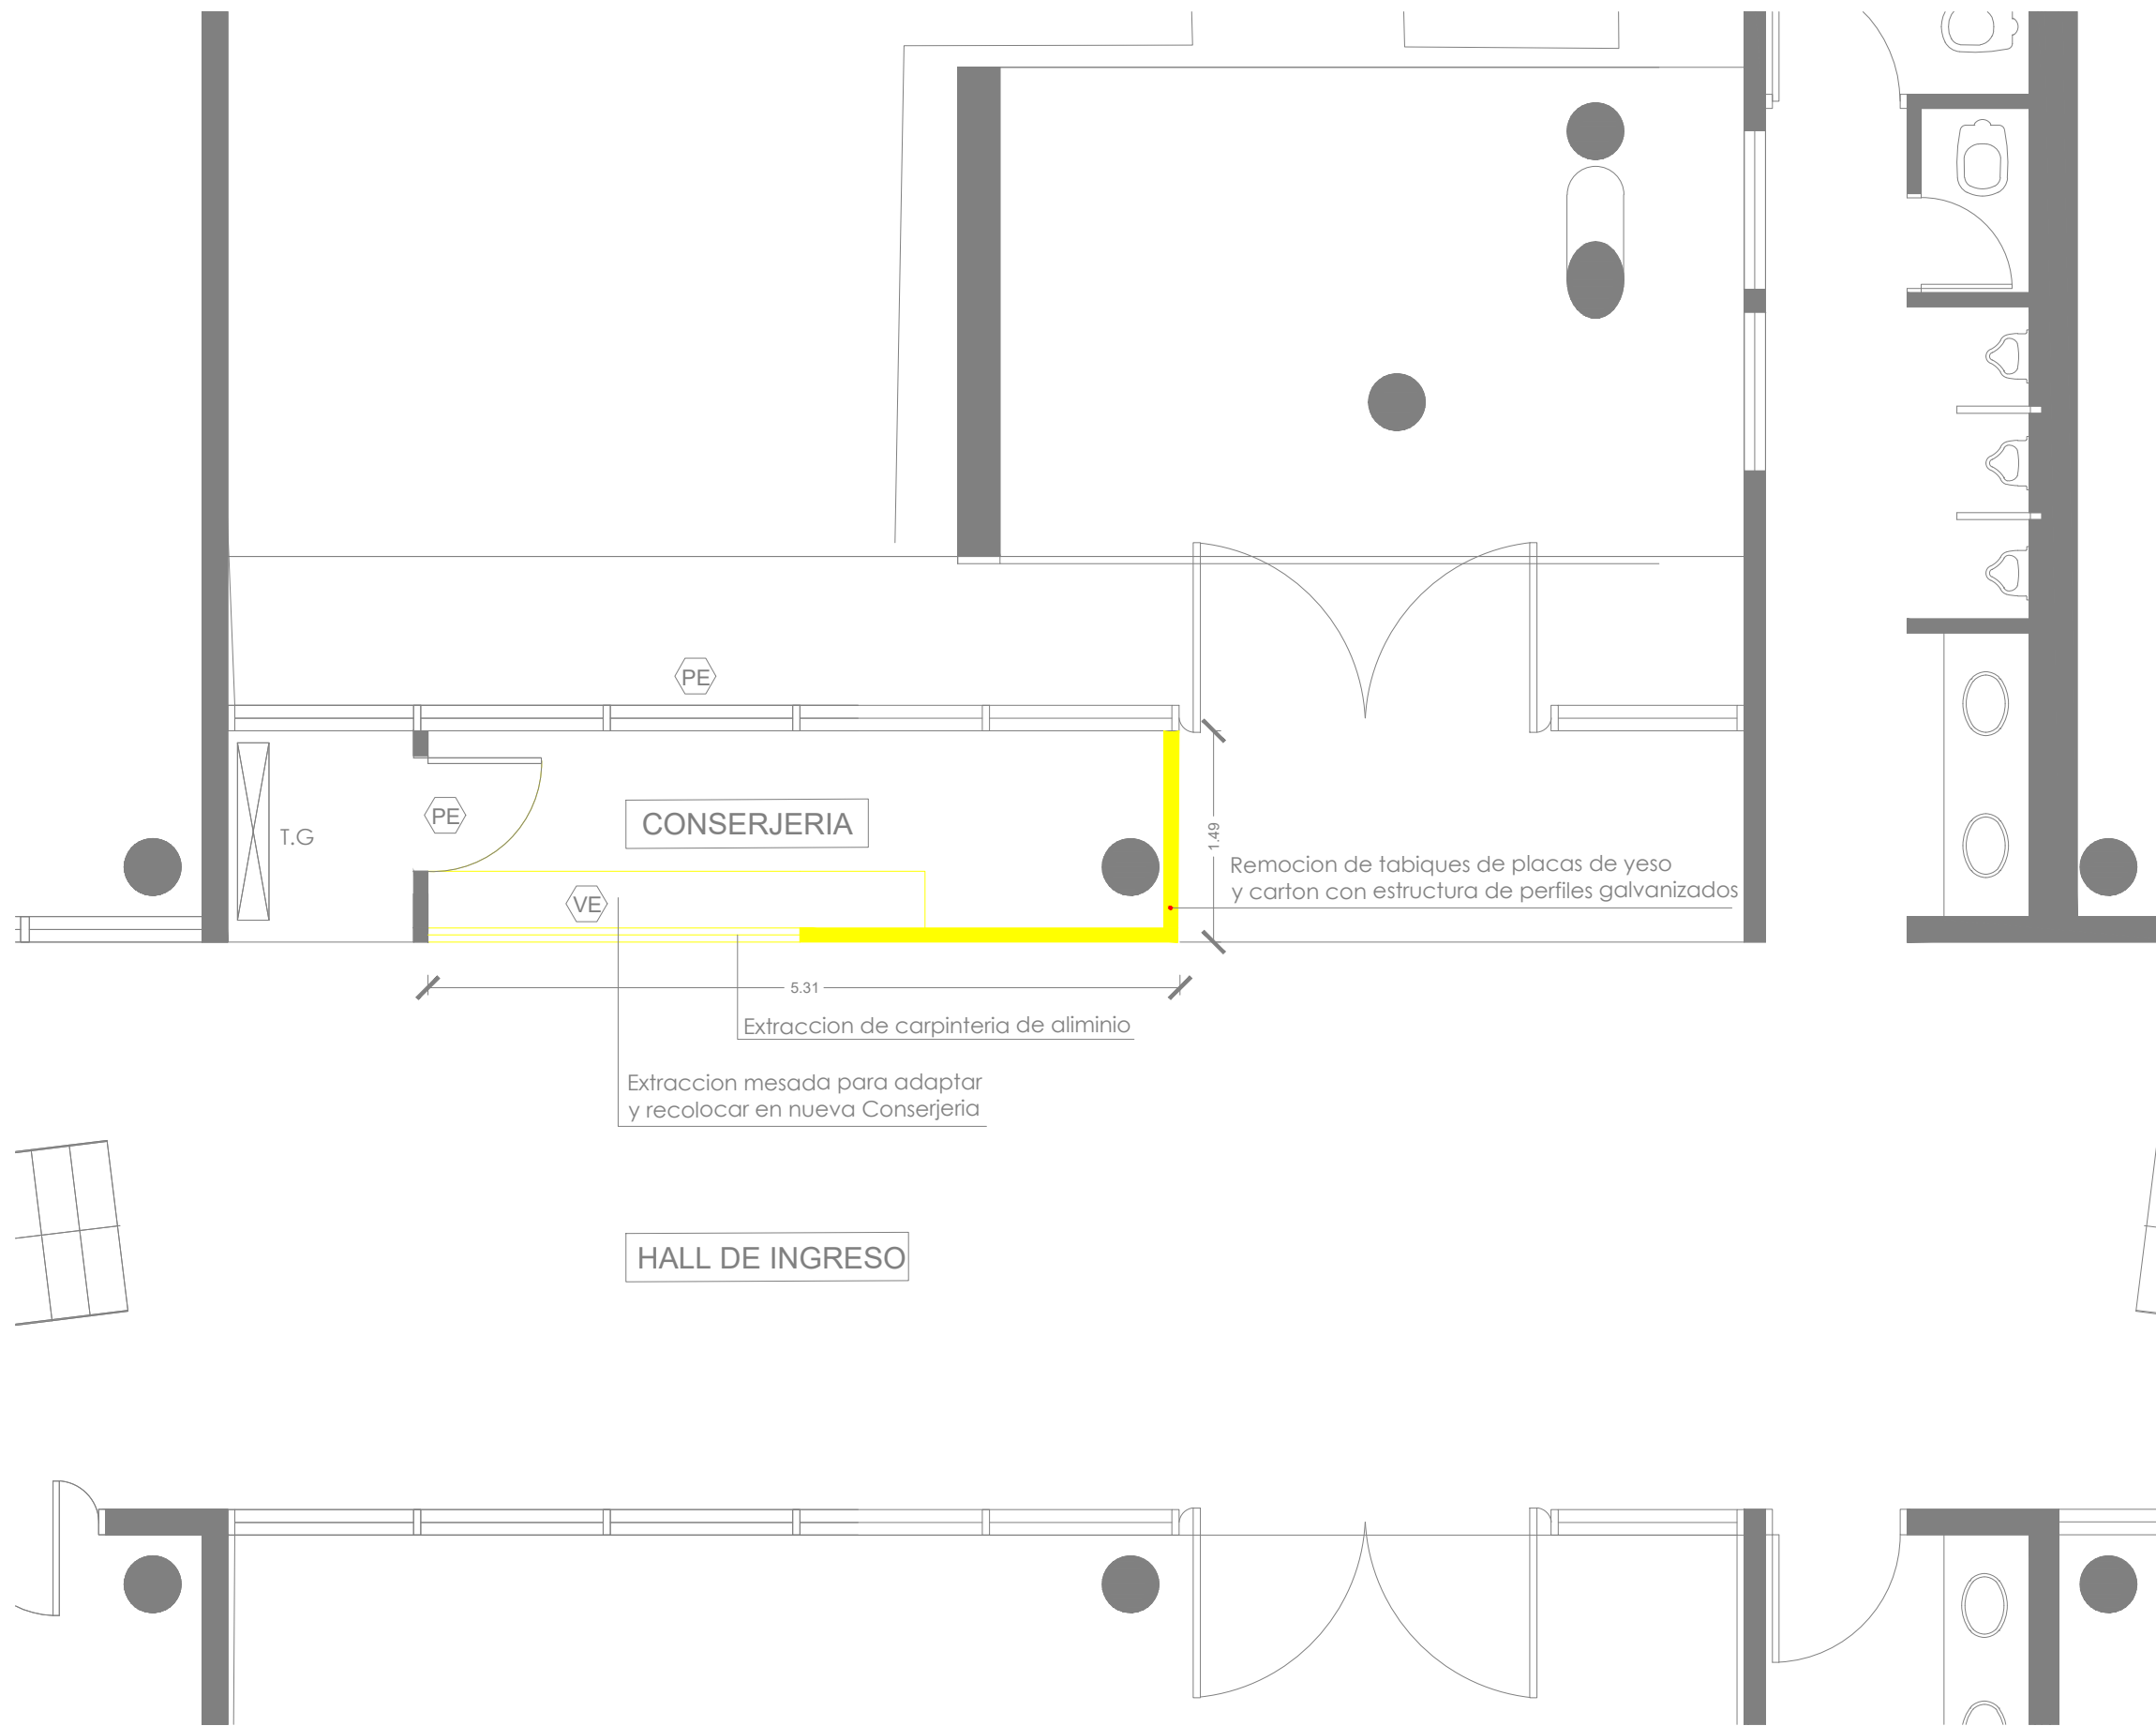 PE
PE
CONSERJERIA
T.G
1.49
Remocion de tabiques de placas de yeso
y carton con estructura de perfiles galvanizados
VE
5.31
Extraccion de carpinteria de aliminio
Extraccion mesada para adaptar
y recolocar en nueva Conserjeria
HALL DE INGRESO